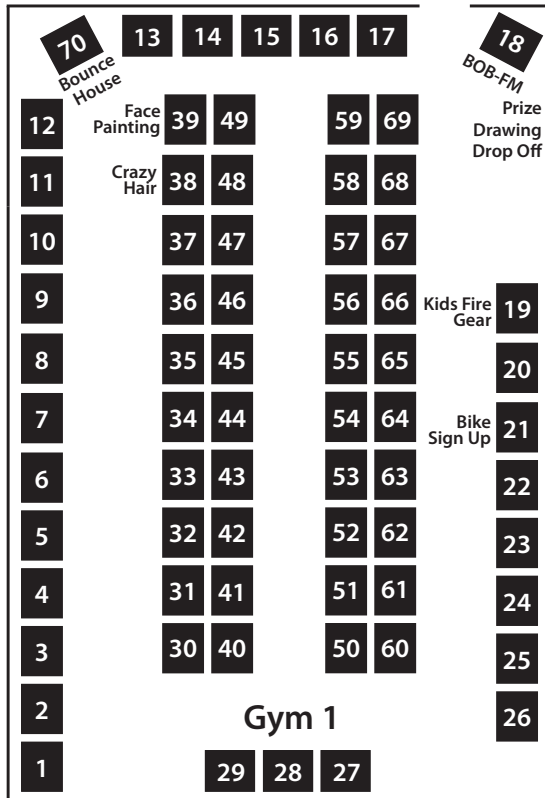 70
13 14 15 16 17
18
Bounce
House
BOB-FM
Prize
Drawing
Drop Off
12
Face
Painting
39 49
59 69
11
Crazy
Hair
38 48
58 68
10
37 47
57 67
9
36 46
56 66
Kids Fire
Gear
19
8
35 45
55 65
20
7
34 44
54 64
Bike
Sign Up
21
6
33 43
53 63
22
5
32 42
52 62
23
4
31 41
51 61
24
3
30 40
50 60
25
2
Gym 1
26
1
29 28 27